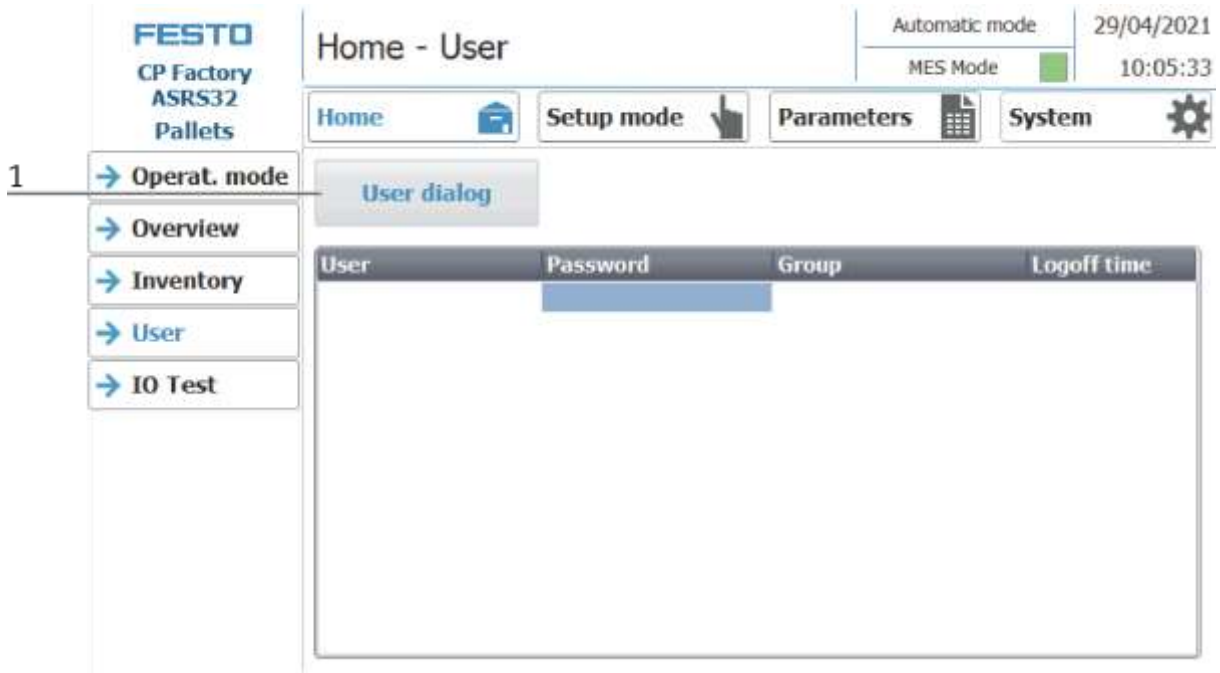 FESTO
CP Factory
ASRS32
Pallets
Home - User
Automatic mode
MES Mode
29/04/2021
10:05:33
Home
Setup mode
Parameters
System
1
Operat. mode
Overview
Inventory
User
IO Test
User dialog
User Password Group Logoff time